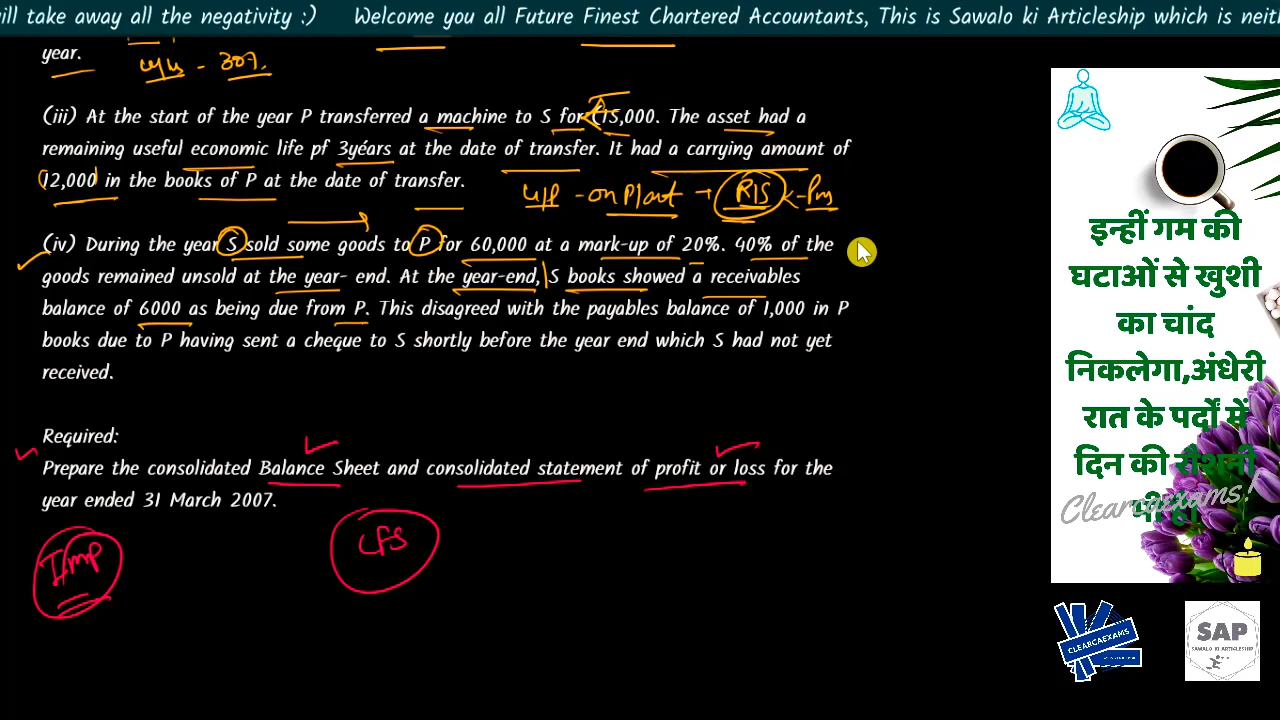 ill take away all the negativity :) Welcome you all Future Finest Chartered Accountants, This is Sawalo ki Articleship which is neith
year.
30%
(iii) At the start of the year P transferred a machine to S for 15,000. The asset had a
remaining useful economic life pf 3years at the date of transfer. It had a carrying amount of
12,000 in the books of P at the date of transfer.
(iv) During the year S sold some goods to P for 60,000 at a mark-up of 20%. 40% of the
goods remained unsold at the year- end. At the year-end, S books showed a receivables
balance of 6000 as being due from P. This disagreed with the payables balance of 1,000 in P
books due to P having sent a cheque to S shortly before the year end which S had not yet
received.
Required:
Prepare the consolidated Balance Sheet and consolidated statement of profit or loss for the
year ended 31 March 2007.
Imp
CFS
इन्हीं गम की
घटाओं से खुशी
का चांद
निकलेगा,अंधेरी
रात के पर्दों में
दिन की रौशनी
भी है।
Clearcaexams!
CLEARCAEXAMS
SAP
SAWALO KI ARTICLESHIP